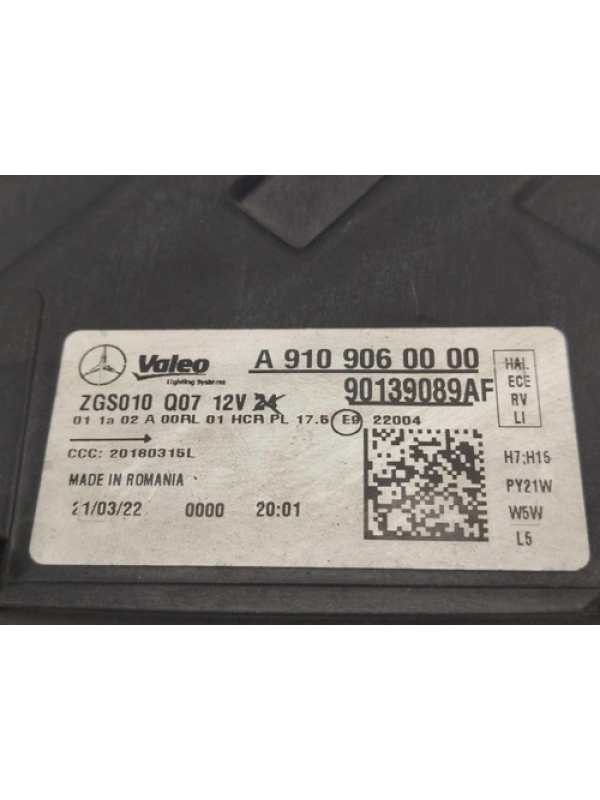 Valeo
Lighting Systems
A 910 906 00 00
90139089AF
ZGS010 Q07 12V 24
01 1a 02 A 00RL 01 HCR PL 17.5 E9 22004
CCC: 20180315L
MADE IN ROMANIA
21/03/22 0000 20:01
HAL
ECE
RV
LI
H7;H15
PY21W
W5W
L5